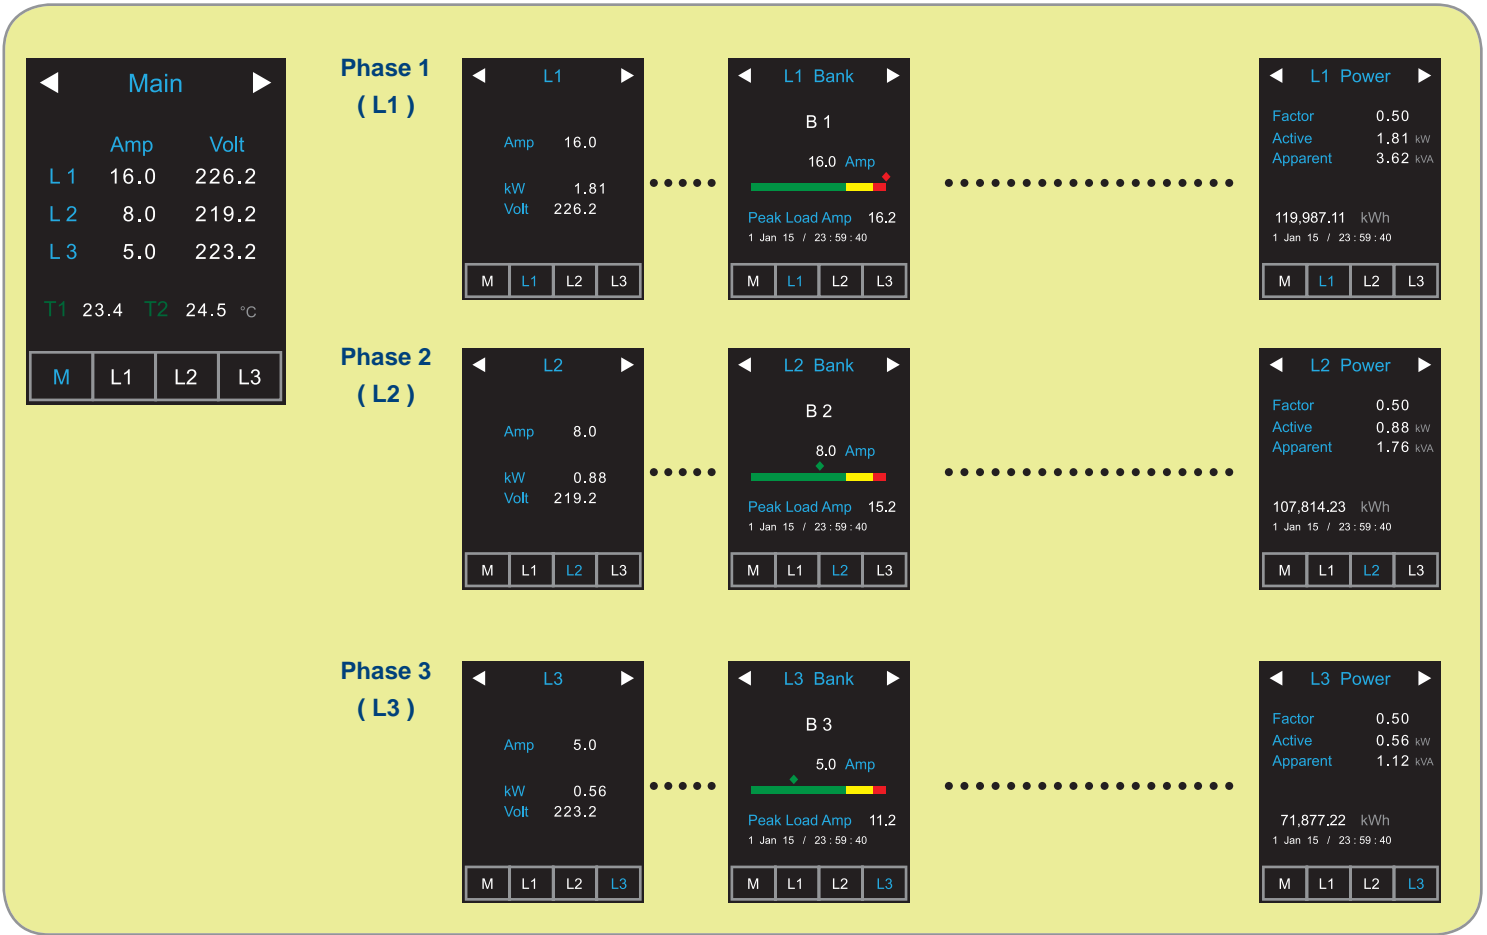 Main
Amp Volt
L 1 16.0 226.2
L 2 8.0 219.2
L 3 5.0 223.2
T1 23.4 T2 24.5 °C
M L1 L2 L3
Phase 1
( L1 )
L1
Amp 16.0
kW 1.81
Volt 226.2
M L1 L2 L3
L1 Bank
B 1
16.0 Amp
Peak Load Amp 16.2
1 Jan 15 / 23 : 59 : 40
M L1 L2 L3
L1 Power
Factor 0.50
Active 1.81 kW
Apparent 3.62 kVA
119,987.11 kWh
1 Jan 15 / 23 : 59 : 40
M L1 L2 L3
Phase 2
( L2 )
L2
Amp 8.0
kW 0.88
Volt 219.2
M L1 L2 L3
L2 Bank
B 2
8.0 Amp
Peak Load Amp 15.2
1 Jan 15 / 23 : 59 : 40
M L1 L2 L3
L2 Power
Factor 0.50
Active 0.88 kW
Apparent 1.76 kVA
107,814.23 kWh
1 Jan 15 / 23 : 59 : 40
M L1 L2 L3
Phase 3
( L3 )
L3
Amp 5.0
kW 0.56
Volt 223.2
M L1 L2 L3
L3 Bank
B 3
5.0 Amp
Peak Load Amp 11.2
1 Jan 15 / 23 : 59 : 40
M L1 L2 L3
L3 Power
Factor 0.50
Active 0.56 kW
Apparent 1.12 kVA
71,877.22 kWh
1 Jan 15 / 23 : 59 : 40
M L1 L2 L3